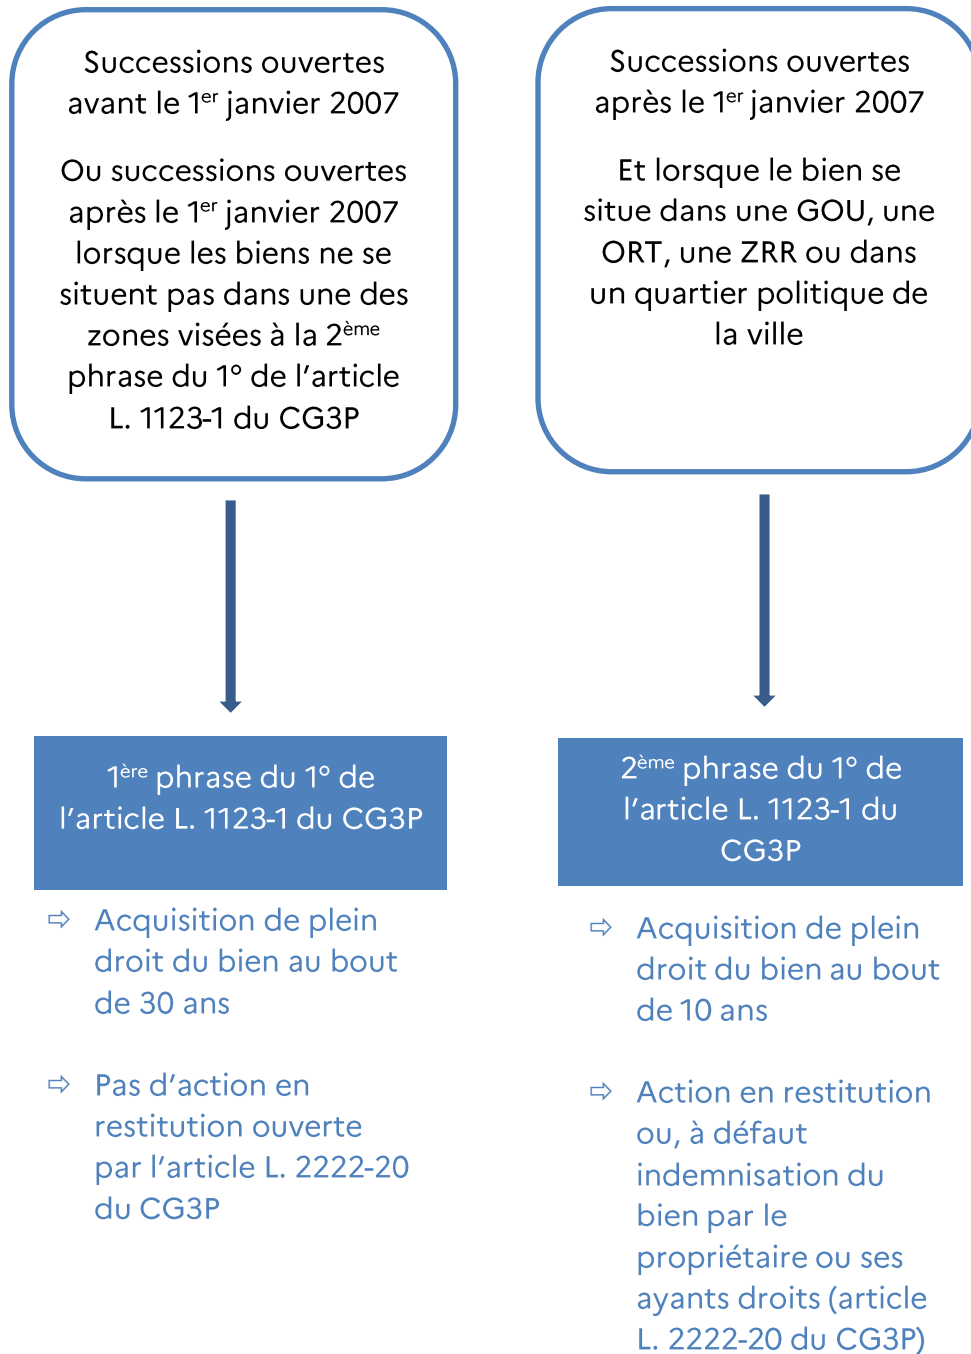 Successions ouvertes
avant le 1er janvier 2007
Ou successions ouvertes
après le 1er janvier 2007
lorsque les biens ne se
situent pas dans une des
zones visées à la 2ème
phrase du 1° de l'article
L. 1123-1 du CG3P
1ère phrase du 1° de
l'article L. 1123-1 du CG3P
⇨ Acquisition de plein
droit du bien au bout
de 30 ans
⇨ Pas d'action en
restitution ouverte
par l'article L. 2222-20
du CG3P
Successions ouvertes
après le 1er janvier 2007
Et lorsque le bien se
situe dans une GOU, une
ORT, une ZRR ou dans
un quartier politique de
la ville
2ème phrase du 1° de
l'article L. 1123-1 du
CG3P
⇨ Acquisition de plein
droit du bien au bout
de 10 ans
⇨ Action en restitution
ou, à défaut
indemnisation du
bien par le
propriétaire ou ses
ayants droits (article
L. 2222-20 du CG3P)